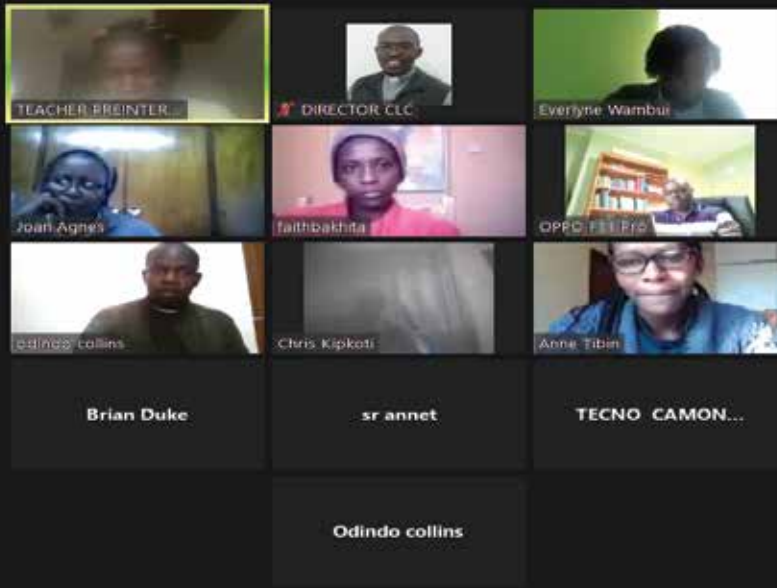 TEACHER PREINTER...
DIRECTOR CLC
Everlyne Wambui
Joan Agnes
faithbakhita
OPPO F11 Pro
odindo collins
Chris Kipkoti
Anne Tibin
Brian Duke
sr annet
TECNO CAMON...
Odindo collins